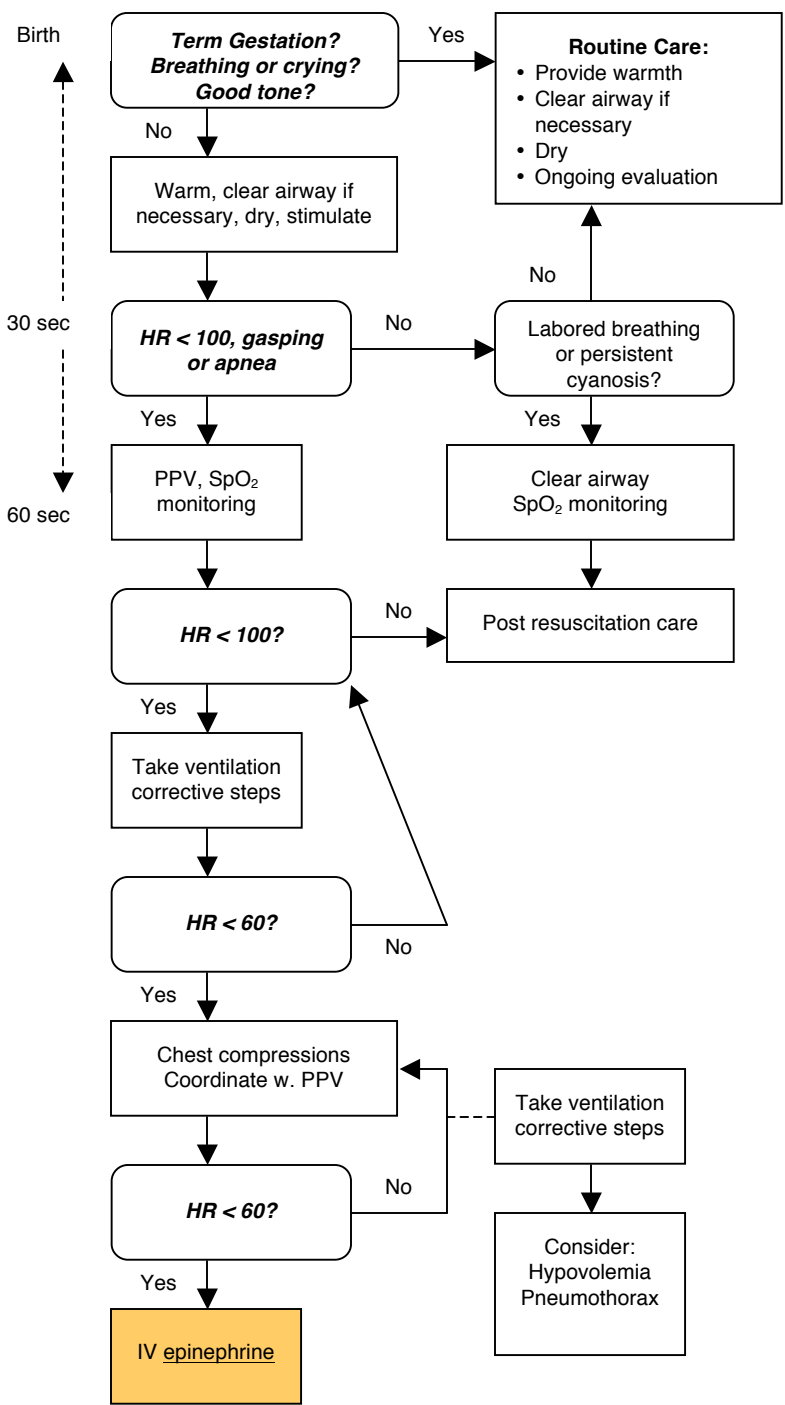 Birth
Term Gestation?
Breathing or crying?
Good tone?
Yes
Routine Care:
• Provide warmth
• Clear airway if
necessary
• Dry
• Ongoing evaluation
No
Warm, clear airway if
necessary, dry, stimulate
No
30 sec
HR < 100, gasping
or apnea
No
Labored breathing
or persistent
cyanosis?
Yes
Yes
60 sec
PPV, SpO₂
monitoring
Clear airway
SpO₂ monitoring
HR < 100?
No
Post resuscitation care
Yes
Take ventilation
corrective steps
HR < 60?
No
Yes
Chest compressions
Coordinate w. PPV
Take ventilation
corrective steps
HR < 60?
No
Consider:
Hypovolemia
Pneumothorax
Yes
IV epinephrine